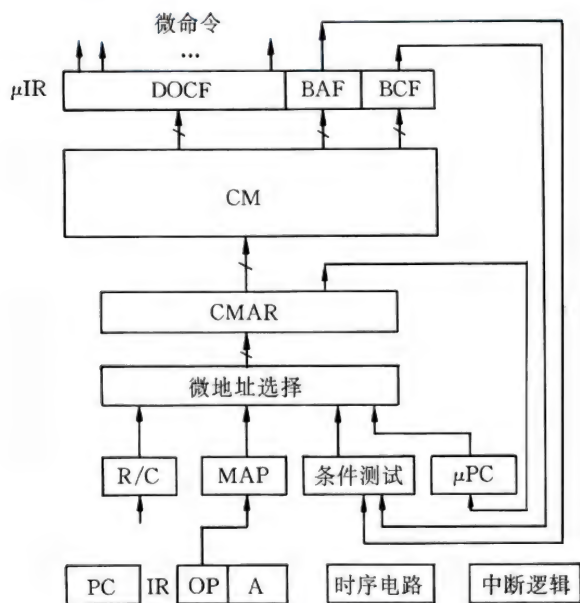 微命令
...
μIR DOCF BAF BCF
CM
CMAR
微地址选择
R/C MAP 条件测试 μPC
PC IR OP A 时序电路 中断逻辑